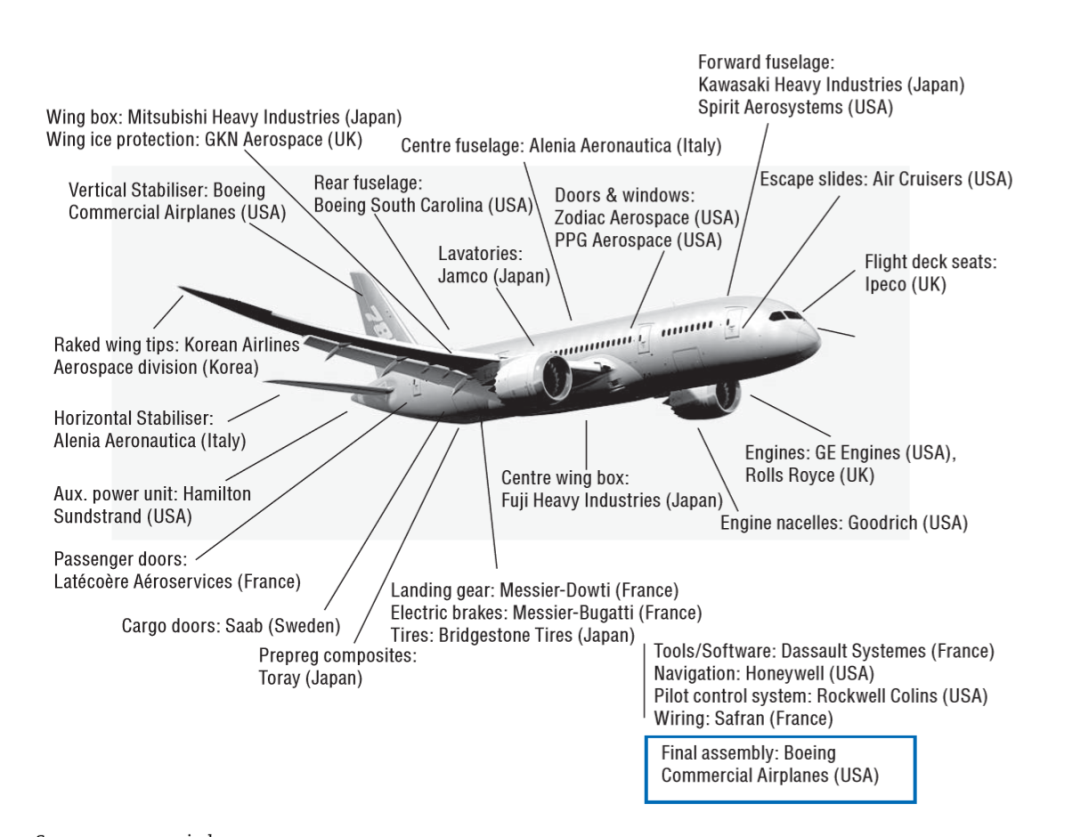 Forward fuselage:
Kawasaki Heavy Industries (Japan)
Spirit Aerosystems (USA)
Wing box: Mitsubishi Heavy Industries (Japan)
Wing ice protection: GKN Aerospace (UK)
Centre fuselage: Alenia Aeronautica (Italy)
Vertical Stabiliser: Boeing
Commercial Airplanes (USA)
Rear fuselage:
Boeing South Carolina (USA)
Doors & windows:
Zodiac Aerospace (USA)
PPG Aerospace (USA)
Escape slides: Air Cruisers (USA)
Lavatories:
Jamco (Japan)
Flight deck seats:
Ipeco (UK)
787
Raked wing tips: Korean Airlines
Aerospace division (Korea)
Horizontal Stabiliser:
Alenia Aeronautica (Italy)
Engines: GE Engines (USA),
Rolls Royce (UK)
Centre wing box:
Fuji Heavy Industries (Japan)
Aux. power unit: Hamilton
Sundstrand (USA)
Engine nacelles: Goodrich (USA)
Passenger doors:
Latécoère Aéroservices (France)
Landing gear: Messier-Dowti (France)
Electric brakes: Messier-Bugatti (France)
Tires: Bridgestone Tires (Japan)
Cargo doors: Saab (Sweden)
Prepreg composites:
Toray (Japan)
Tools/Software: Dassault Systemes (France)
Navigation: Honeywell (USA)
Pilot control system: Rockwell Colins (USA)
Wiring: Safran (France)
Final assembly: Boeing
Commercial Airplanes (USA)